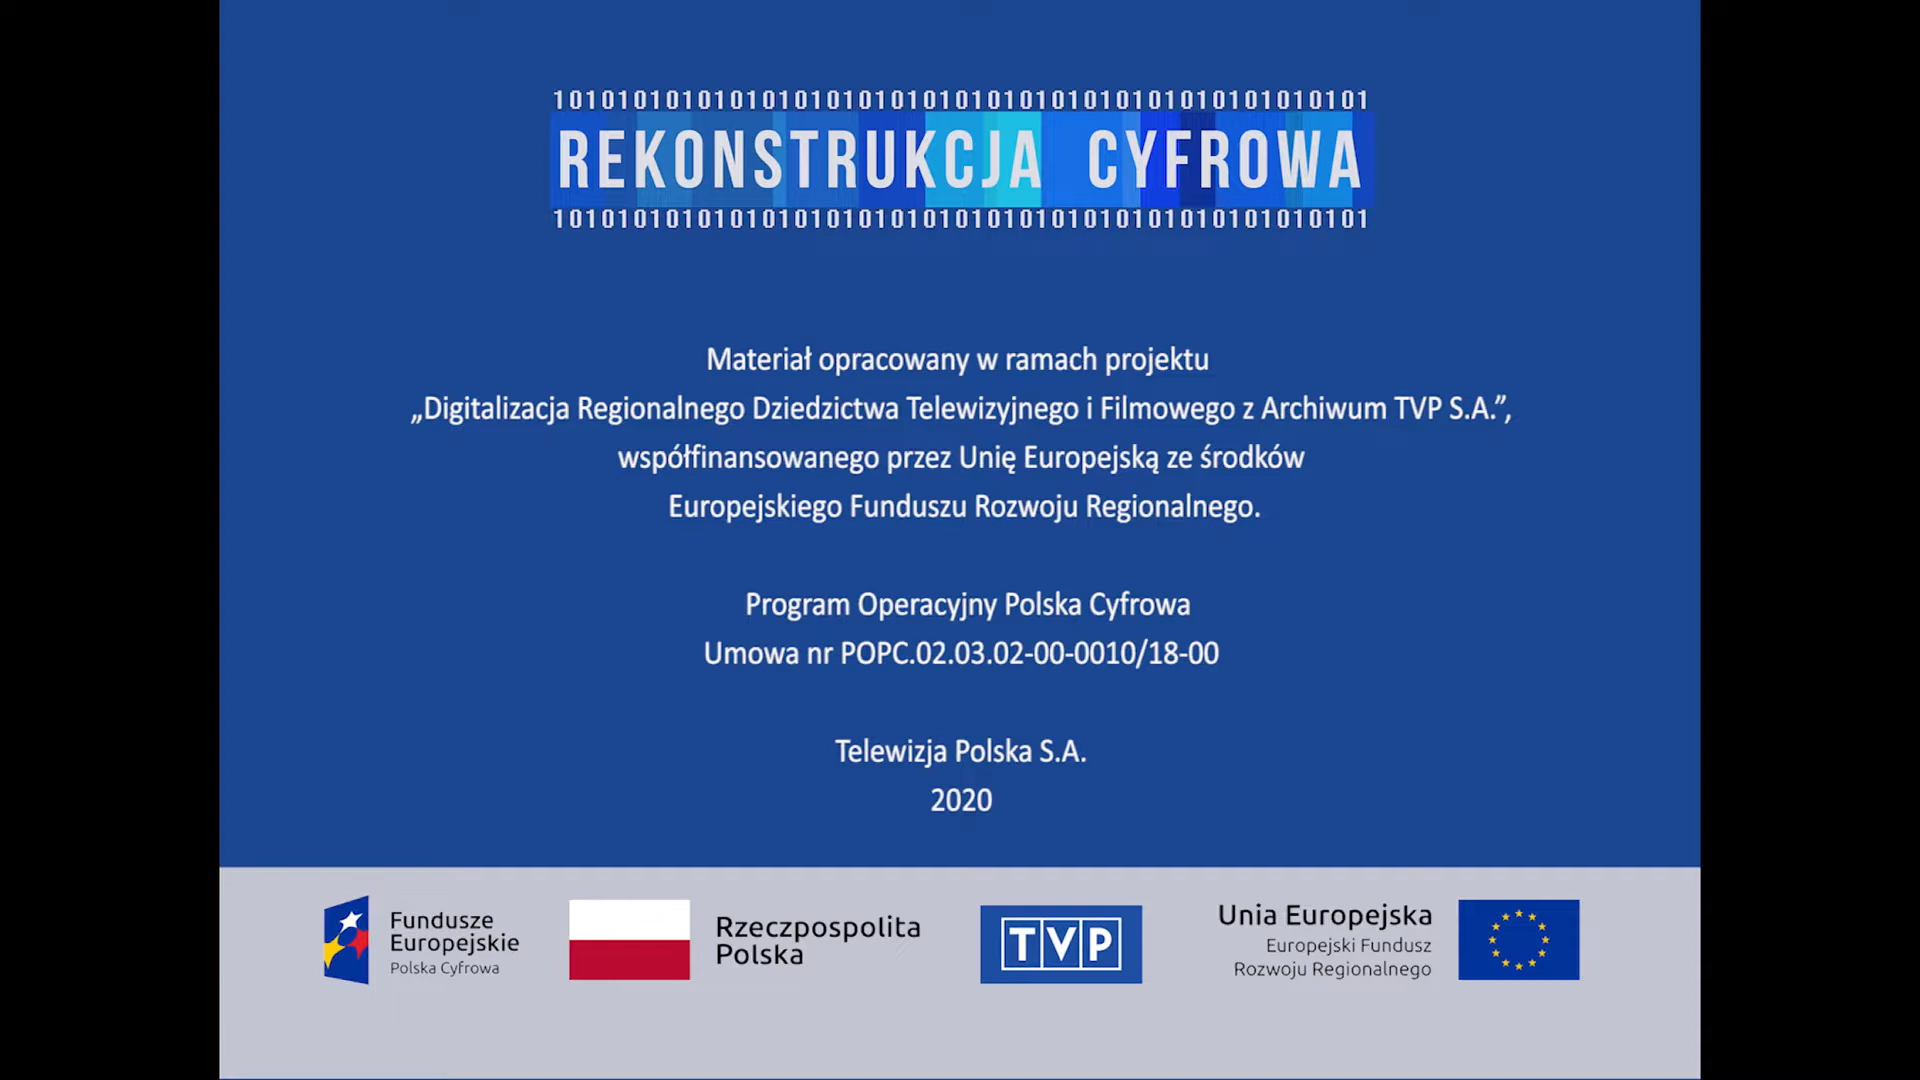 101010101010101010101010101010101010101010101010101
REKONSTRUKCJA CYFROWA
101010101010101010101010101010101010101010101010101
Materiał opracowany w ramach projektu
„Digitalizacja Regionalnego Dziedzictwa Telewizyjnego i Filmowego z Archiwum TVP S.A.”,
współfinansowanego przez Unię Europejską ze środków
Europejskiego Funduszu Rozwoju Regionalnego.
Program Operacyjny Polska Cyfrowa
Umowa nr POPC.02.03.02-00-0010/18-00
Telewizja Polska S.A.
2020
Fundusze
Europejskie
Polska Cyfrowa
Rzeczpospolita
Polska
TVP
Unia Europejska
Europejski Fundusz
Rozwoju Regionalnego